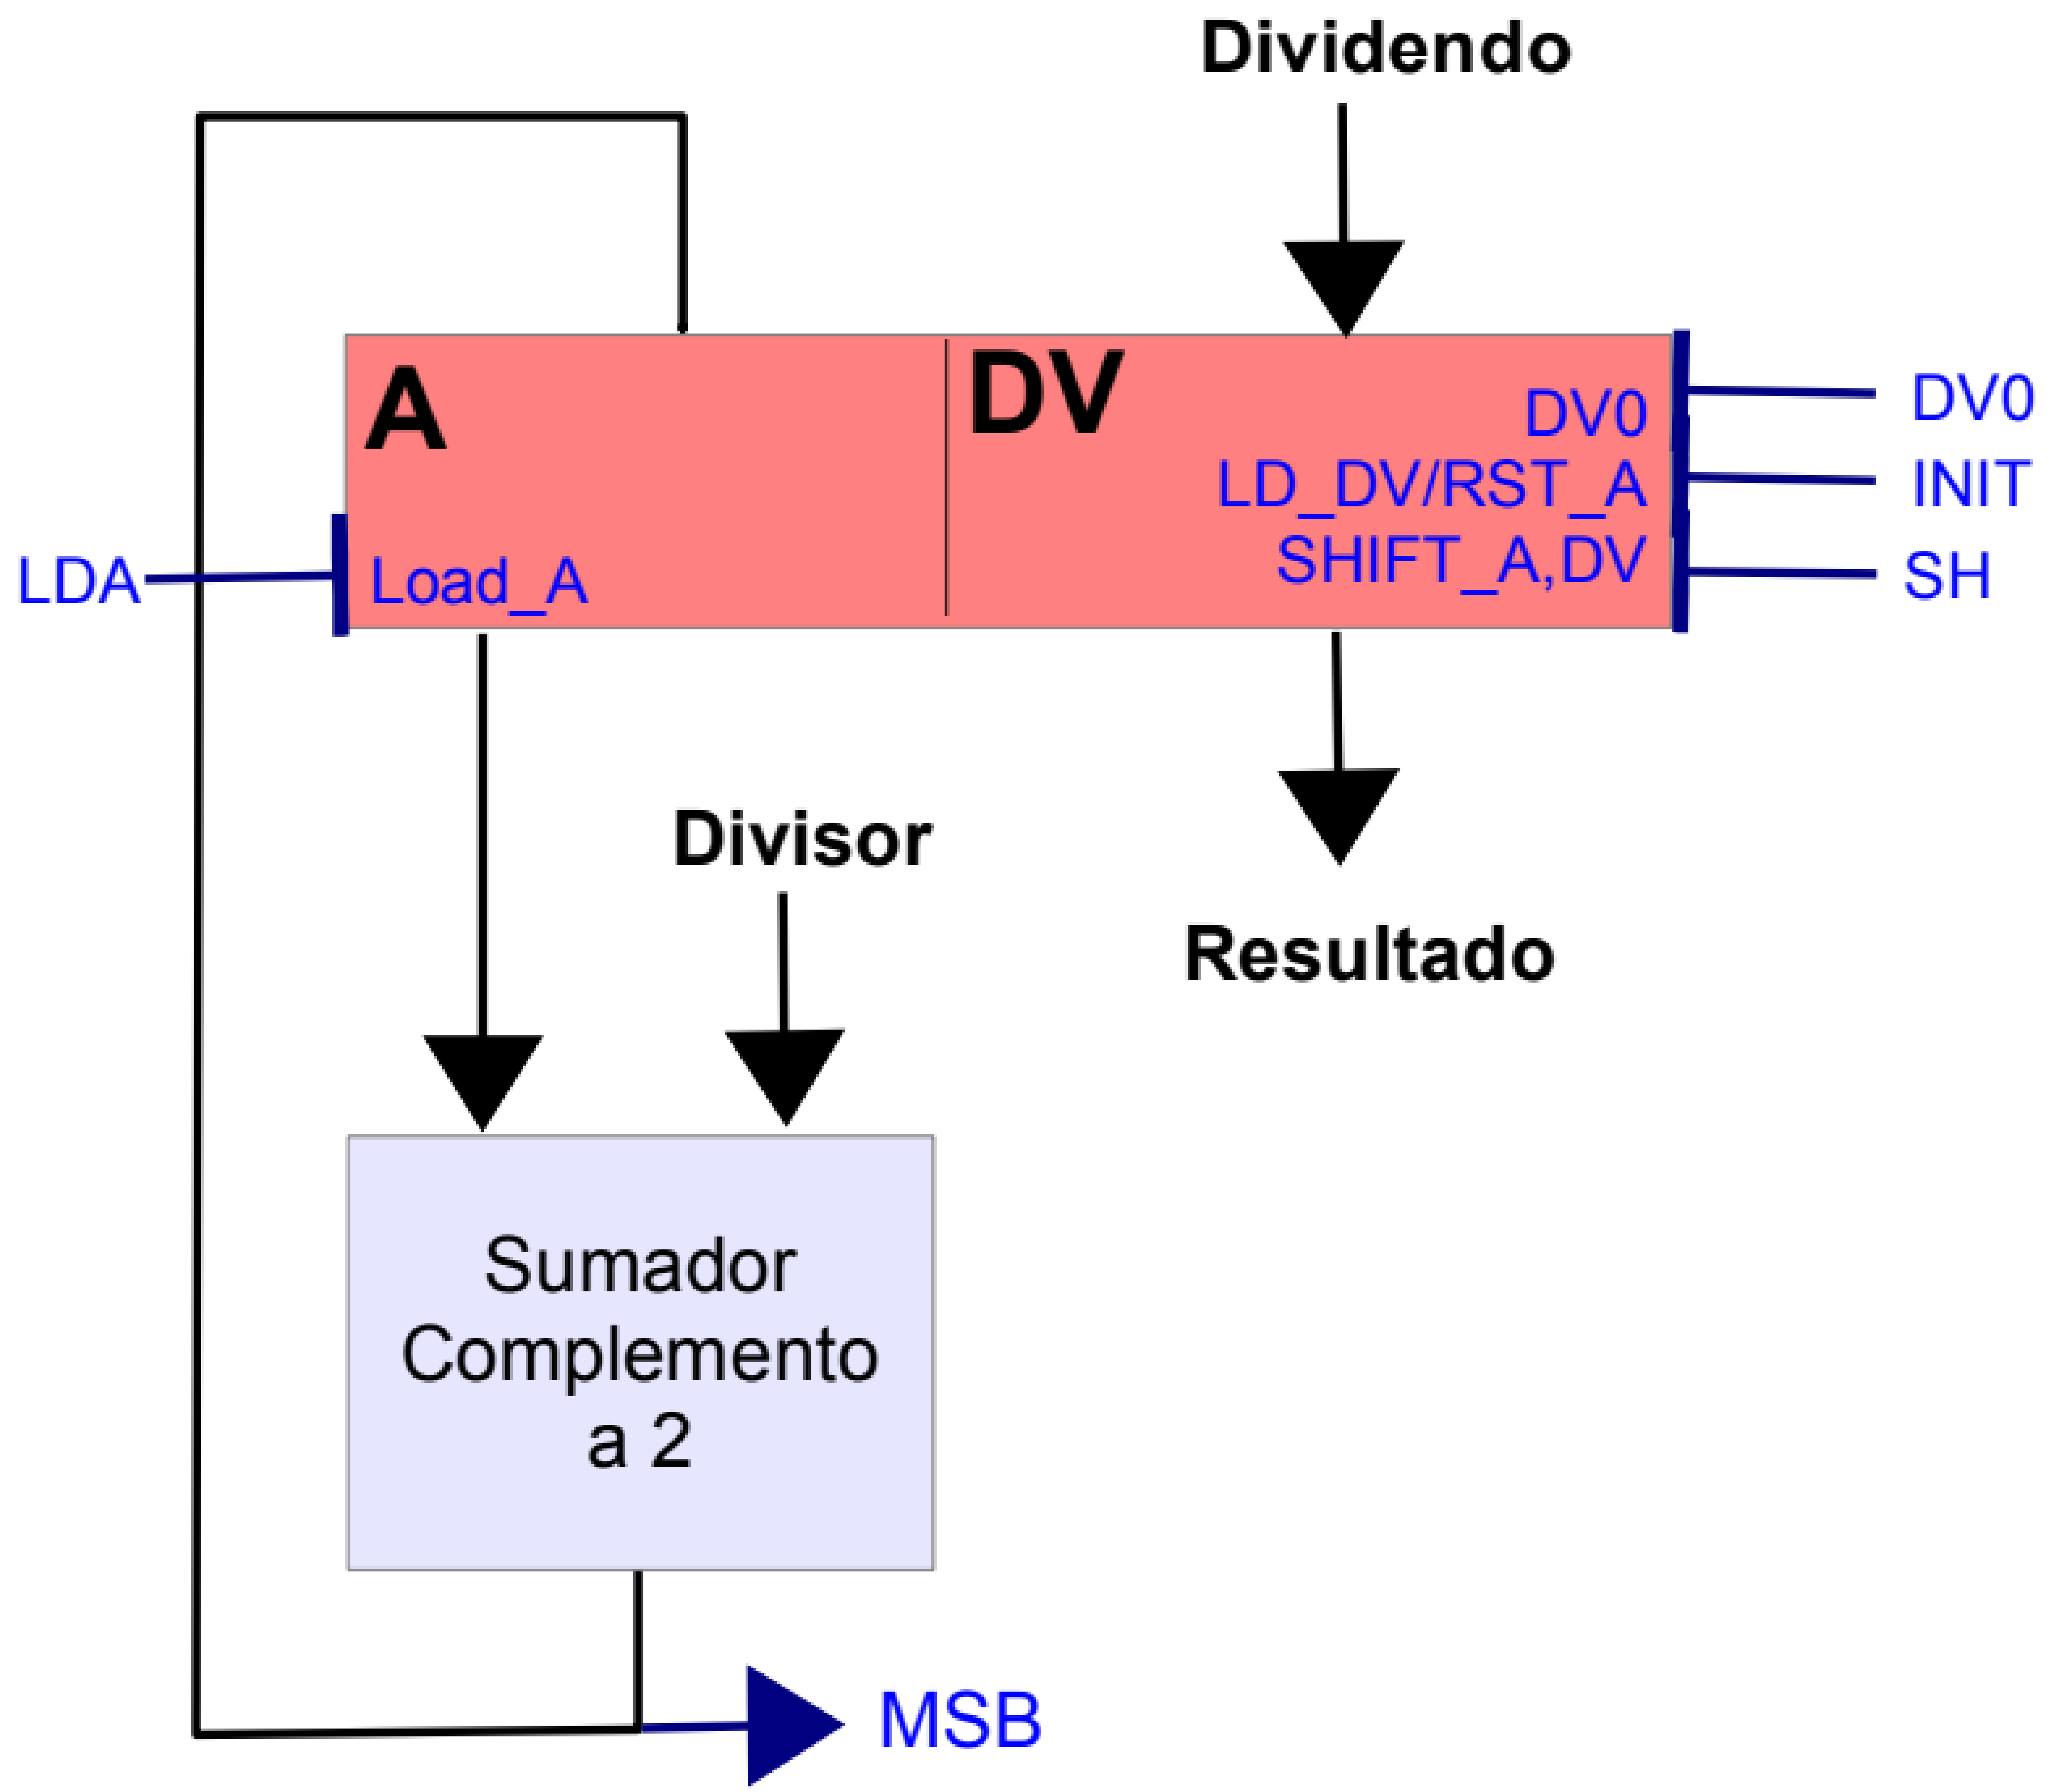 Dividendo
A
DV
DV0
DV0
LD_DV/RST_A
INIT
SHIFT_A,DV
SH
LDA
Load_A
Divisor
Resultado
Sumador
Complemento
a 2
MSB